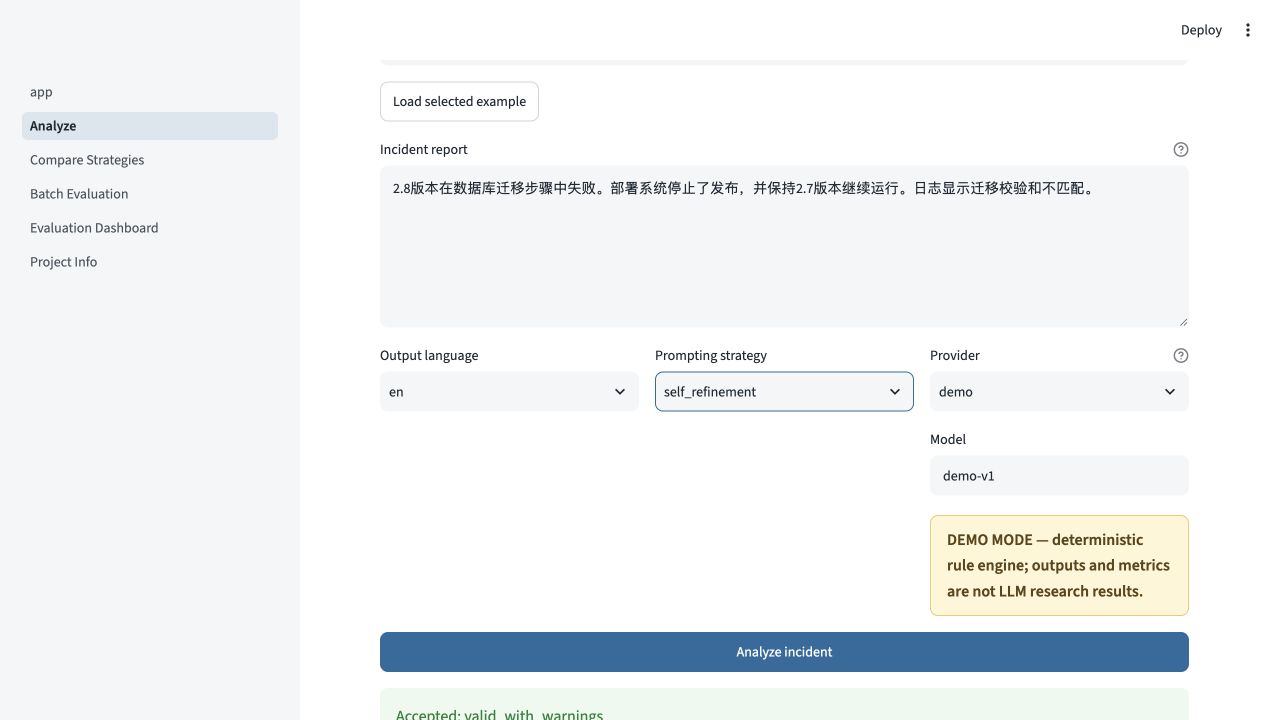 Deploy
app
Analyze
Compare Strategies
Batch Evaluation
Evaluation Dashboard
Project Info
Load selected example
Incident report
2.8版本在数据库迁移步骤中失败。部署系统停止了发布，并保持2.7版本继续运行。日志显示迁移校验和不匹配。
Output language
Prompting strategy
Provider
en
self_refinement
demo
Model
demo-v1
DEMO MODE — deterministic
rule engine; outputs and metrics
are not LLM research results.
Analyze incident
Accepted: valid_with_warnings